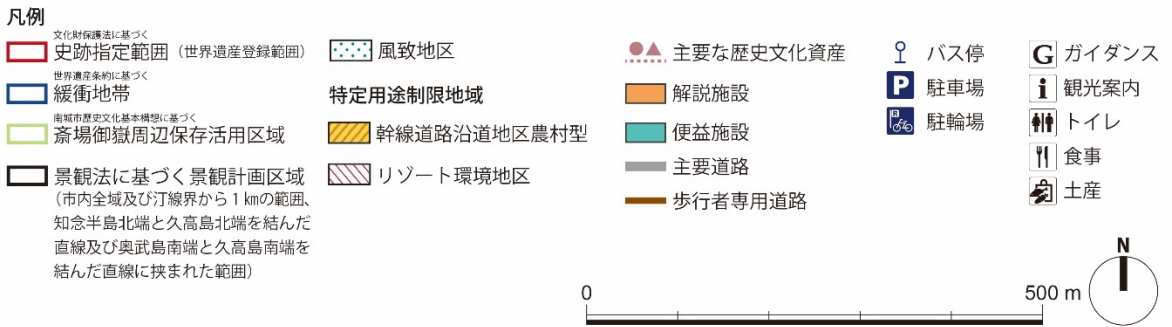 凡例
文化財保護法に基づく
史跡指定範囲（世界遺産登録範囲）
世界遺産条約に基づく
緩衝地帯
南城市歴史文化基本構想に基づく
斎場御嶽周辺保存活用区域
景観法に基づく景観計画区域
（市内全域及び汀線界から１㎞の範囲、
知念半島北端と久高島北端を結んだ
直線及び奥武島南端と久高島南端を
結んだ直線に挟まれた範囲）
風致地区
特定用途制限地域
幹線道路沿道地区農村型
リゾート環境地区
主要な歴史文化資産
解説施設
便益施設
主要道路
歩行者専用道路
バス停
P 駐車場
駐輪場
G ガイダンス
i 観光案内
トイレ
食事
土産
N
0 500 m